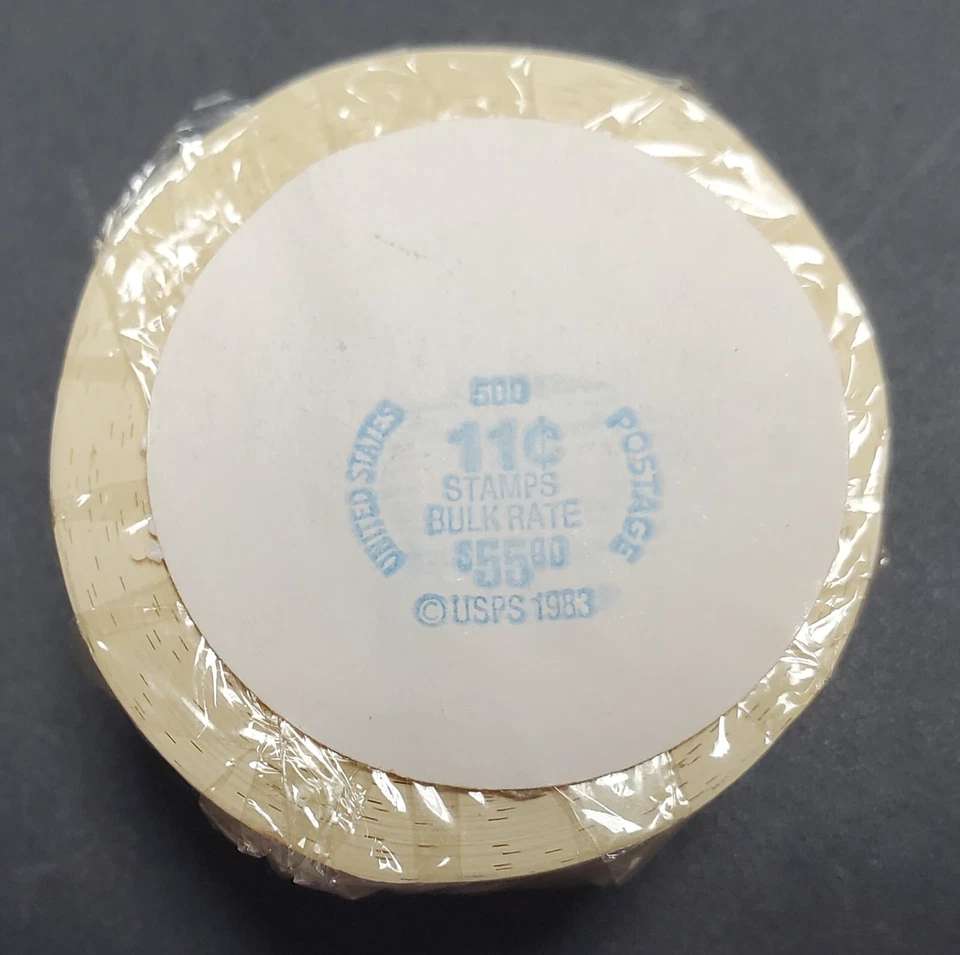 500
UNITED STATES
11¢
STAMPS
BULK RATE
$55 00
© USPS 1983
POSTAGE